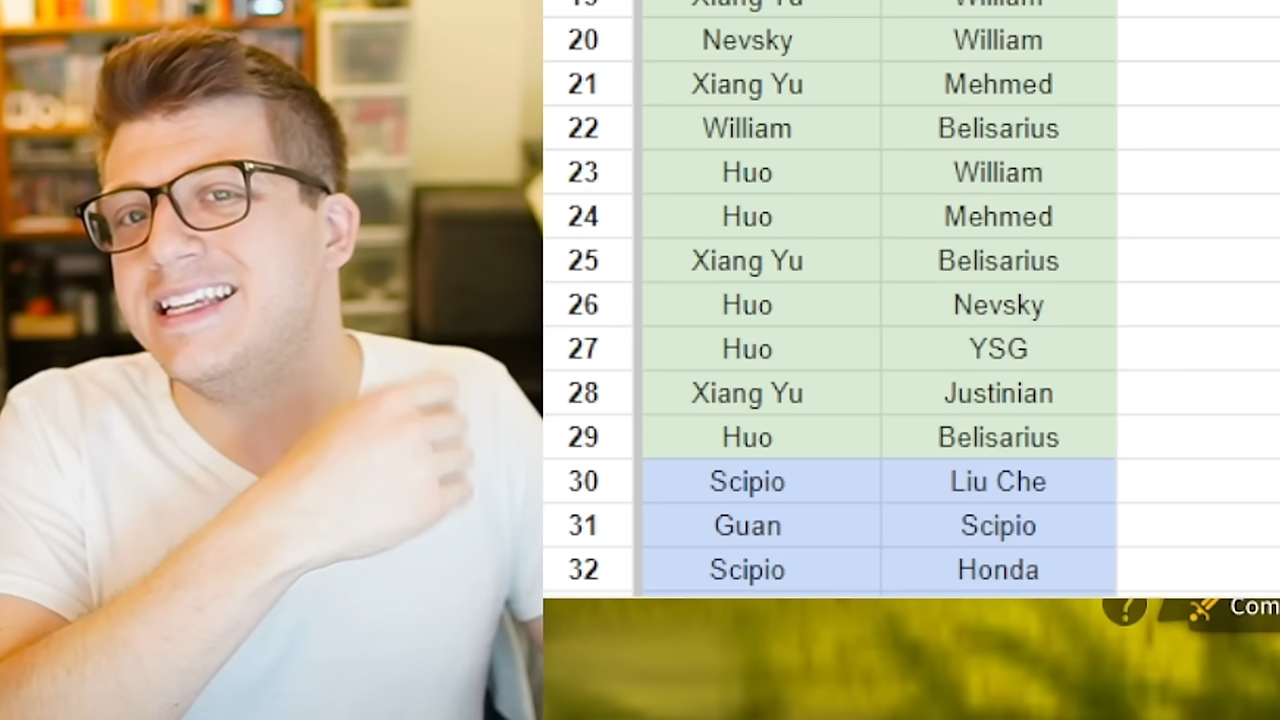 20 Nevsky William
21 Xiang Yu Mehmed
22 William Belisarius
23 Huo William
24 Huo Mehmed
25 Xiang Yu Belisarius
26 Huo Nevsky
27 Huo YSG
28 Xiang Yu Justinian
29 Huo Belisarius
30 Scipio Liu Che
31 Guan Scipio
32 Scipio Honda
? Com